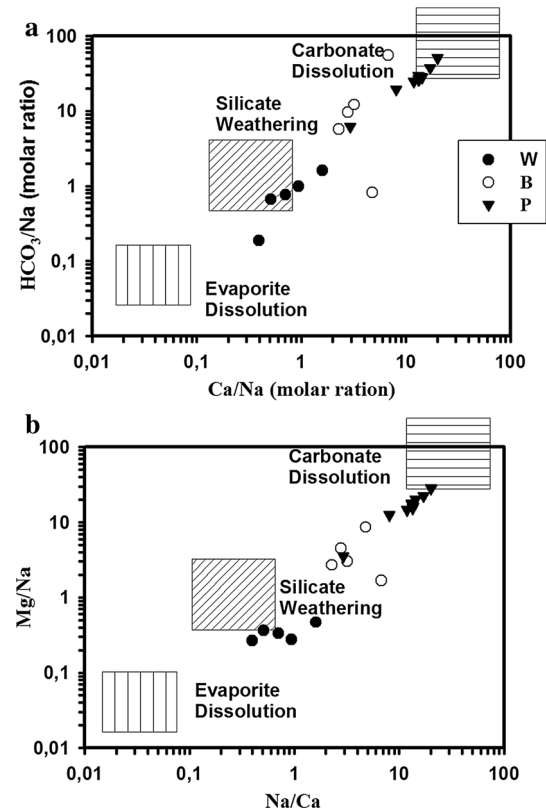 a
100
10
1
0,1
0,01
HCO3/Na (molar ratio)
Carbonate
Dissolution
Silicate
Weathering
Evaporite
Dissolution
W
B
P
0,01 0,1 1 10 100
Ca/Na (molar ration)
b
100
10
1
0,1
0,01
Mg/Na
Carbonate
Dissolution
Silicate
Weathering
Evaporite
Dissolution
0,01 0,1 1 10 100
Na/Ca